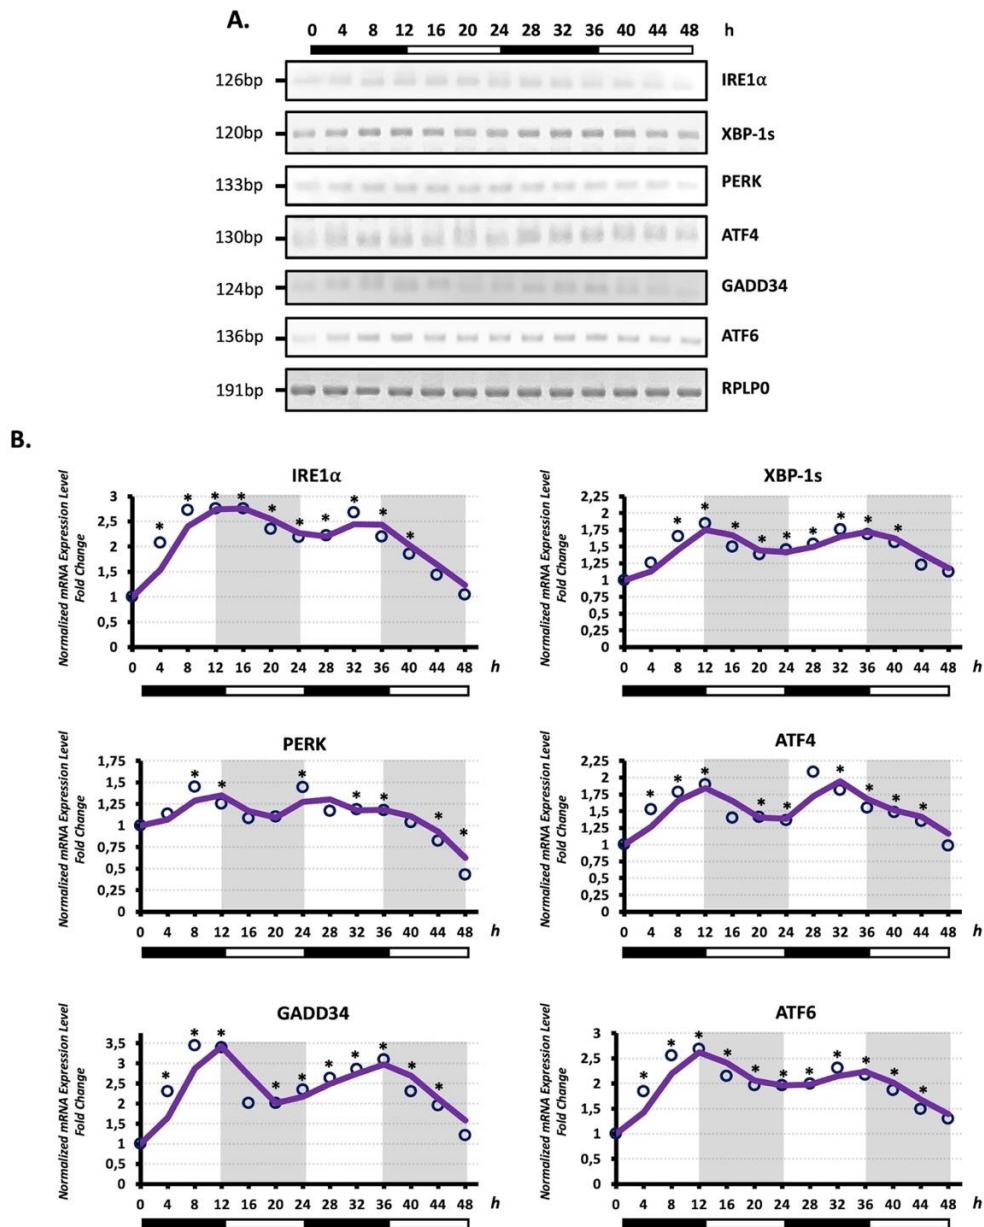 A.
0 4 8 12 16 20 24 28 32 36 40 44 48 h
126bp IRE1α
120bp XBP-1s
133bp PERK
130bp ATF4
124bp GADD34
136bp ATF6
191bp RPLP0
B.
IRE1α
Normalized mRNA Expression Level
Fold Change
3
2,5
2
1,5
1
0,5
0
* * * * * * * * * *
0 4 8 12 16 20 24 28 32 36 40 44 48 h
XBP-1s
Normalized mRNA Expression Level
Fold Change
2,25
2
1,75
1,5
1,25
1
0,75
0,5
0,25
0
* * * * * * * * *
0 4 8 12 16 20 24 28 32 36 40 44 48 h
PERK
Normalized mRNA Expression Level
Fold Change
1,75
1,5
1,25
1
0,75
0,5
0,25
0
* * * * * * *
0 4 8 12 16 20 24 28 32 36 40 44 48 h
ATF4
Normalized mRNA Expression Level
Fold Change
2,25
2
1,75
1,5
1,25
1
0,75
0,5
0,25
0
* * * * * * * * *
0 4 8 12 16 20 24 28 32 36 40 44 48 h
GADD34
Normalized mRNA Expression Level
Fold Change
3,5
3
2,5
2
1,5
1
0,5
0
* * * * * * * * * *
0 4 8 12 16 20 24 28 32 36 40 44 48 h
ATF6
Normalized mRNA Expression Level
Fold Change
3
2,5
2
1,5
1
0,5
0
* * * * * * * * * * *
0 4 8 12 16 20 24 28 32 36 40 44 48 h